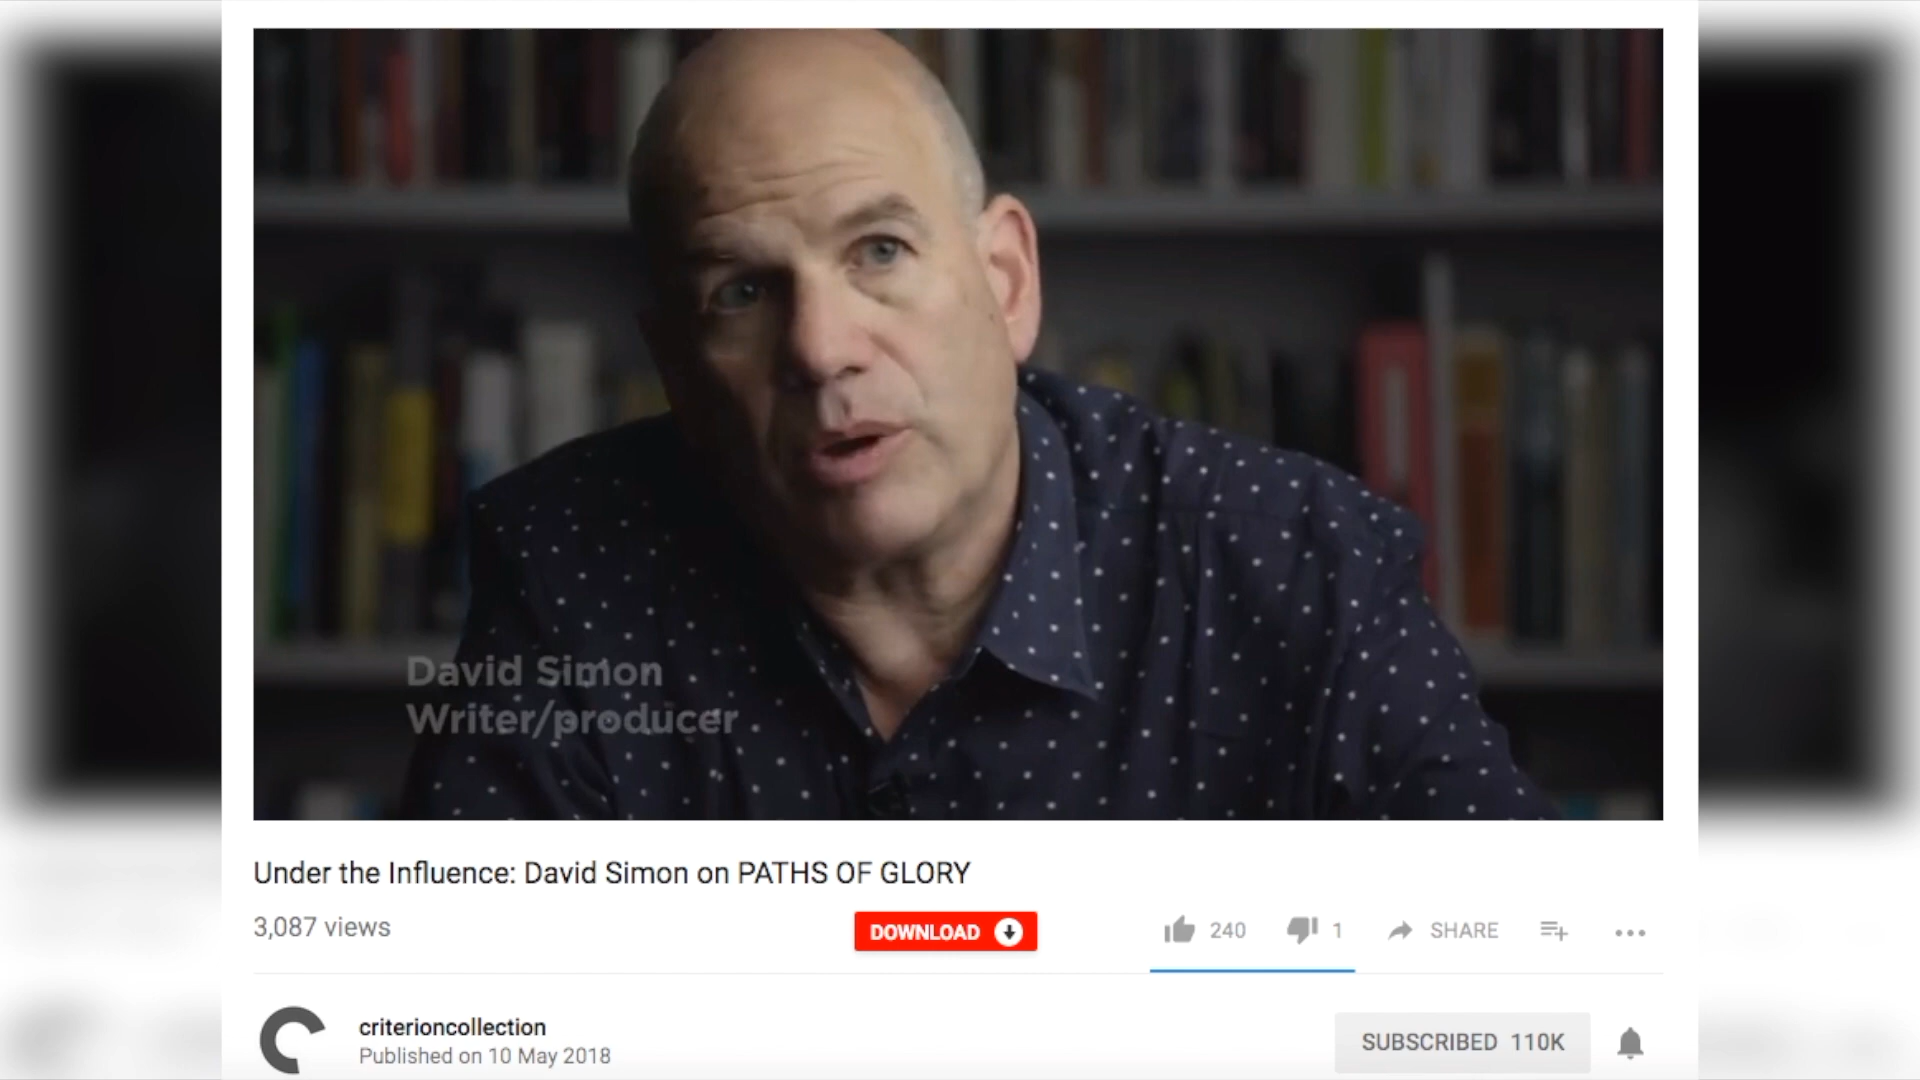 David Simon
Writer/producer
Under the Influence: David Simon on PATHS OF GLORY
3,087 views
DOWNLOAD
240
1
SHARE
criterioncollection
Published on 10 May 2018
SUBSCRIBED 110K